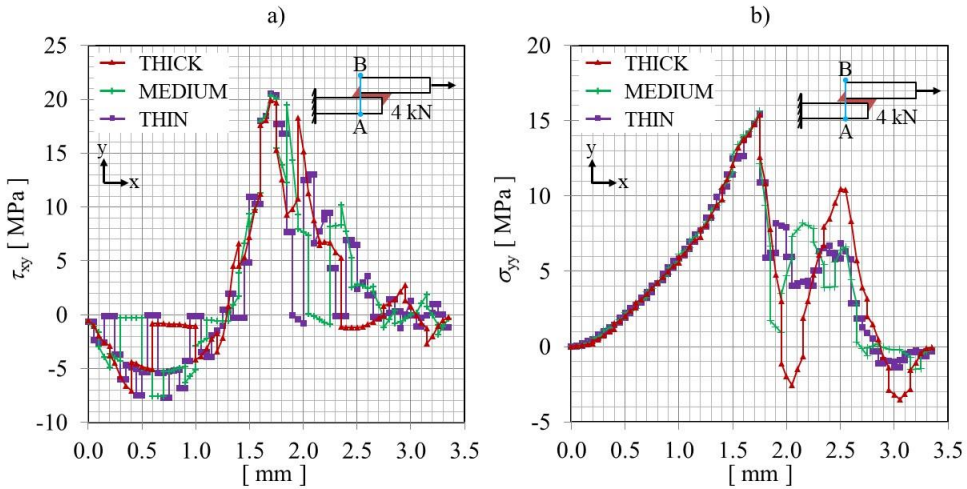 a)
25
20
15
10
5
0
-5
-10
τxy [ MPa]
THICK
MEDIUM
THIN
B
A
4 kN
y
x
0.0 0.5 1.0 1.5 2.0 2.5 3.0 3.5
[ mm ]
b)
20
15
10
5
0
-5
σyy [ MPa]
THICK
MEDIUM
THIN
B
A
4 kN
y
x
0.0 0.5 1.0 1.5 2.0 2.5 3.0 3.5
[ mm ]